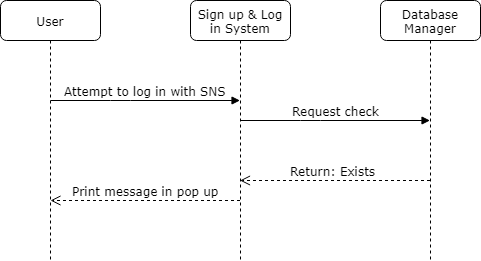 User
Sign up & Log
in System
Database
Manager
Attempt to log in with SNS
Request check
Return: Exists
Print message in pop up